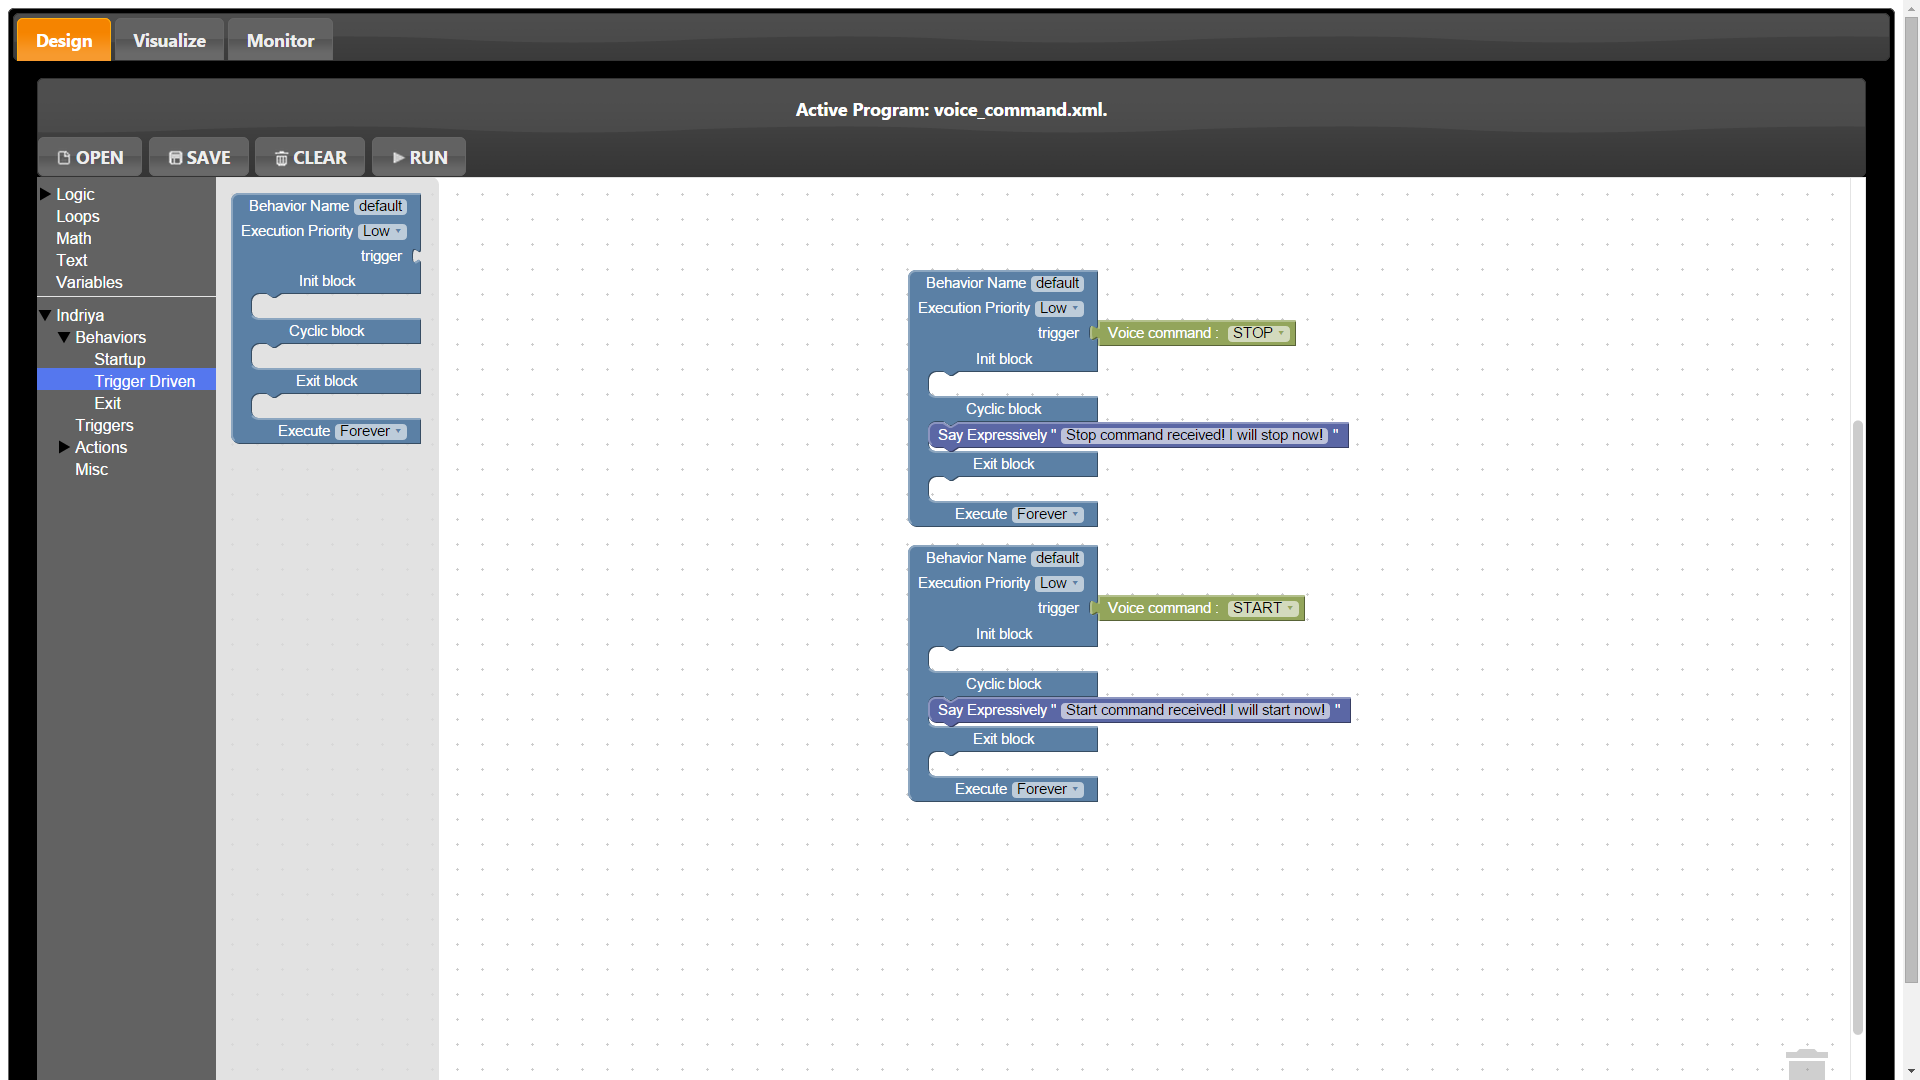 Design Visualize Monitor
Active Program: voice_command.xml.
OPEN SAVE CLEAR RUN
Logic
Loops
Math
Text
Variables
Indriya
Behaviors
Startup
Trigger Driven
Exit
Triggers
Actions
Misc
Behavior Name default
Execution Priority Low
trigger
Init block
Cyclic block
Exit block
Execute Forever
Behavior Name default
Execution Priority Low
trigger Voice command : STOP
Init block
Cyclic block
Say Expressively " Stop command received! I will stop now! "
Exit block
Execute Forever
Behavior Name default
Execution Priority Low
trigger Voice command : START
Init block
Cyclic block
Say Expressively " Start command received! I will start now! "
Exit block
Execute Forever